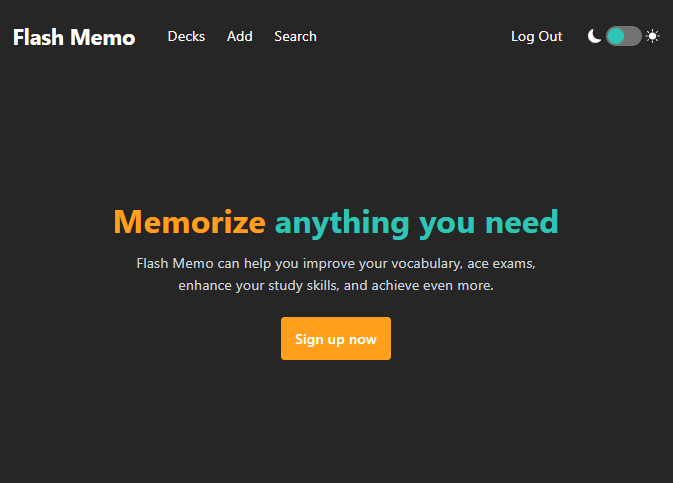 Flash Memo Decks Add Search Log Out
Memorize anything you need
Flash Memo can help you improve your vocabulary, ace exams,
enhance your study skills, and achieve even more.
Sign up now